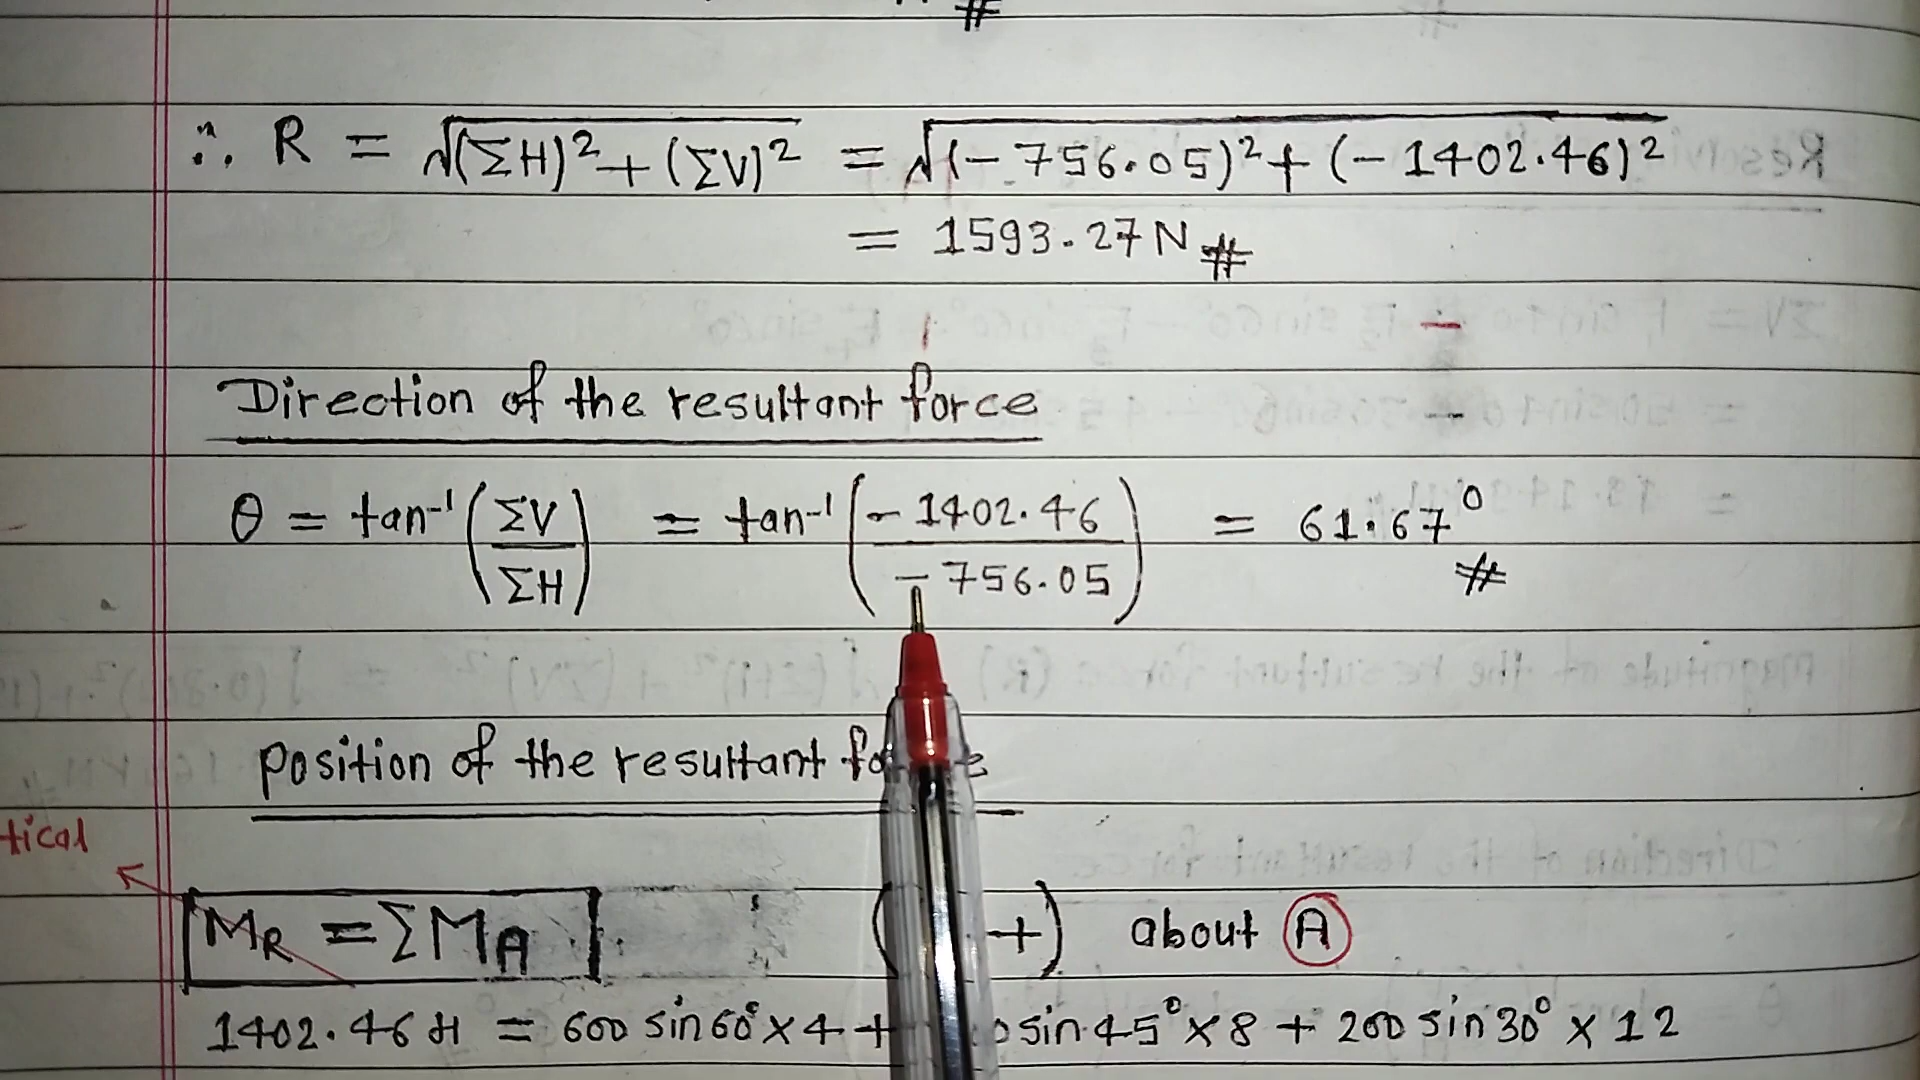 #
∴ R = √(ΣH)² + (ΣV)² = √(-756.05)² + (-1402.46)²
= 1593.27 N #
Direction of the resultant force
θ = tan⁻¹ (ΣV/ΣH) = tan⁻¹ (-1402.46/-756.05) = 61.67° #
position of the resultant fo e
tical
MR = ΣMA ( +) about A
1402.46 H = 600 sin 60° x 4 + sin 45° x 8 + 200 sin 30° x 12